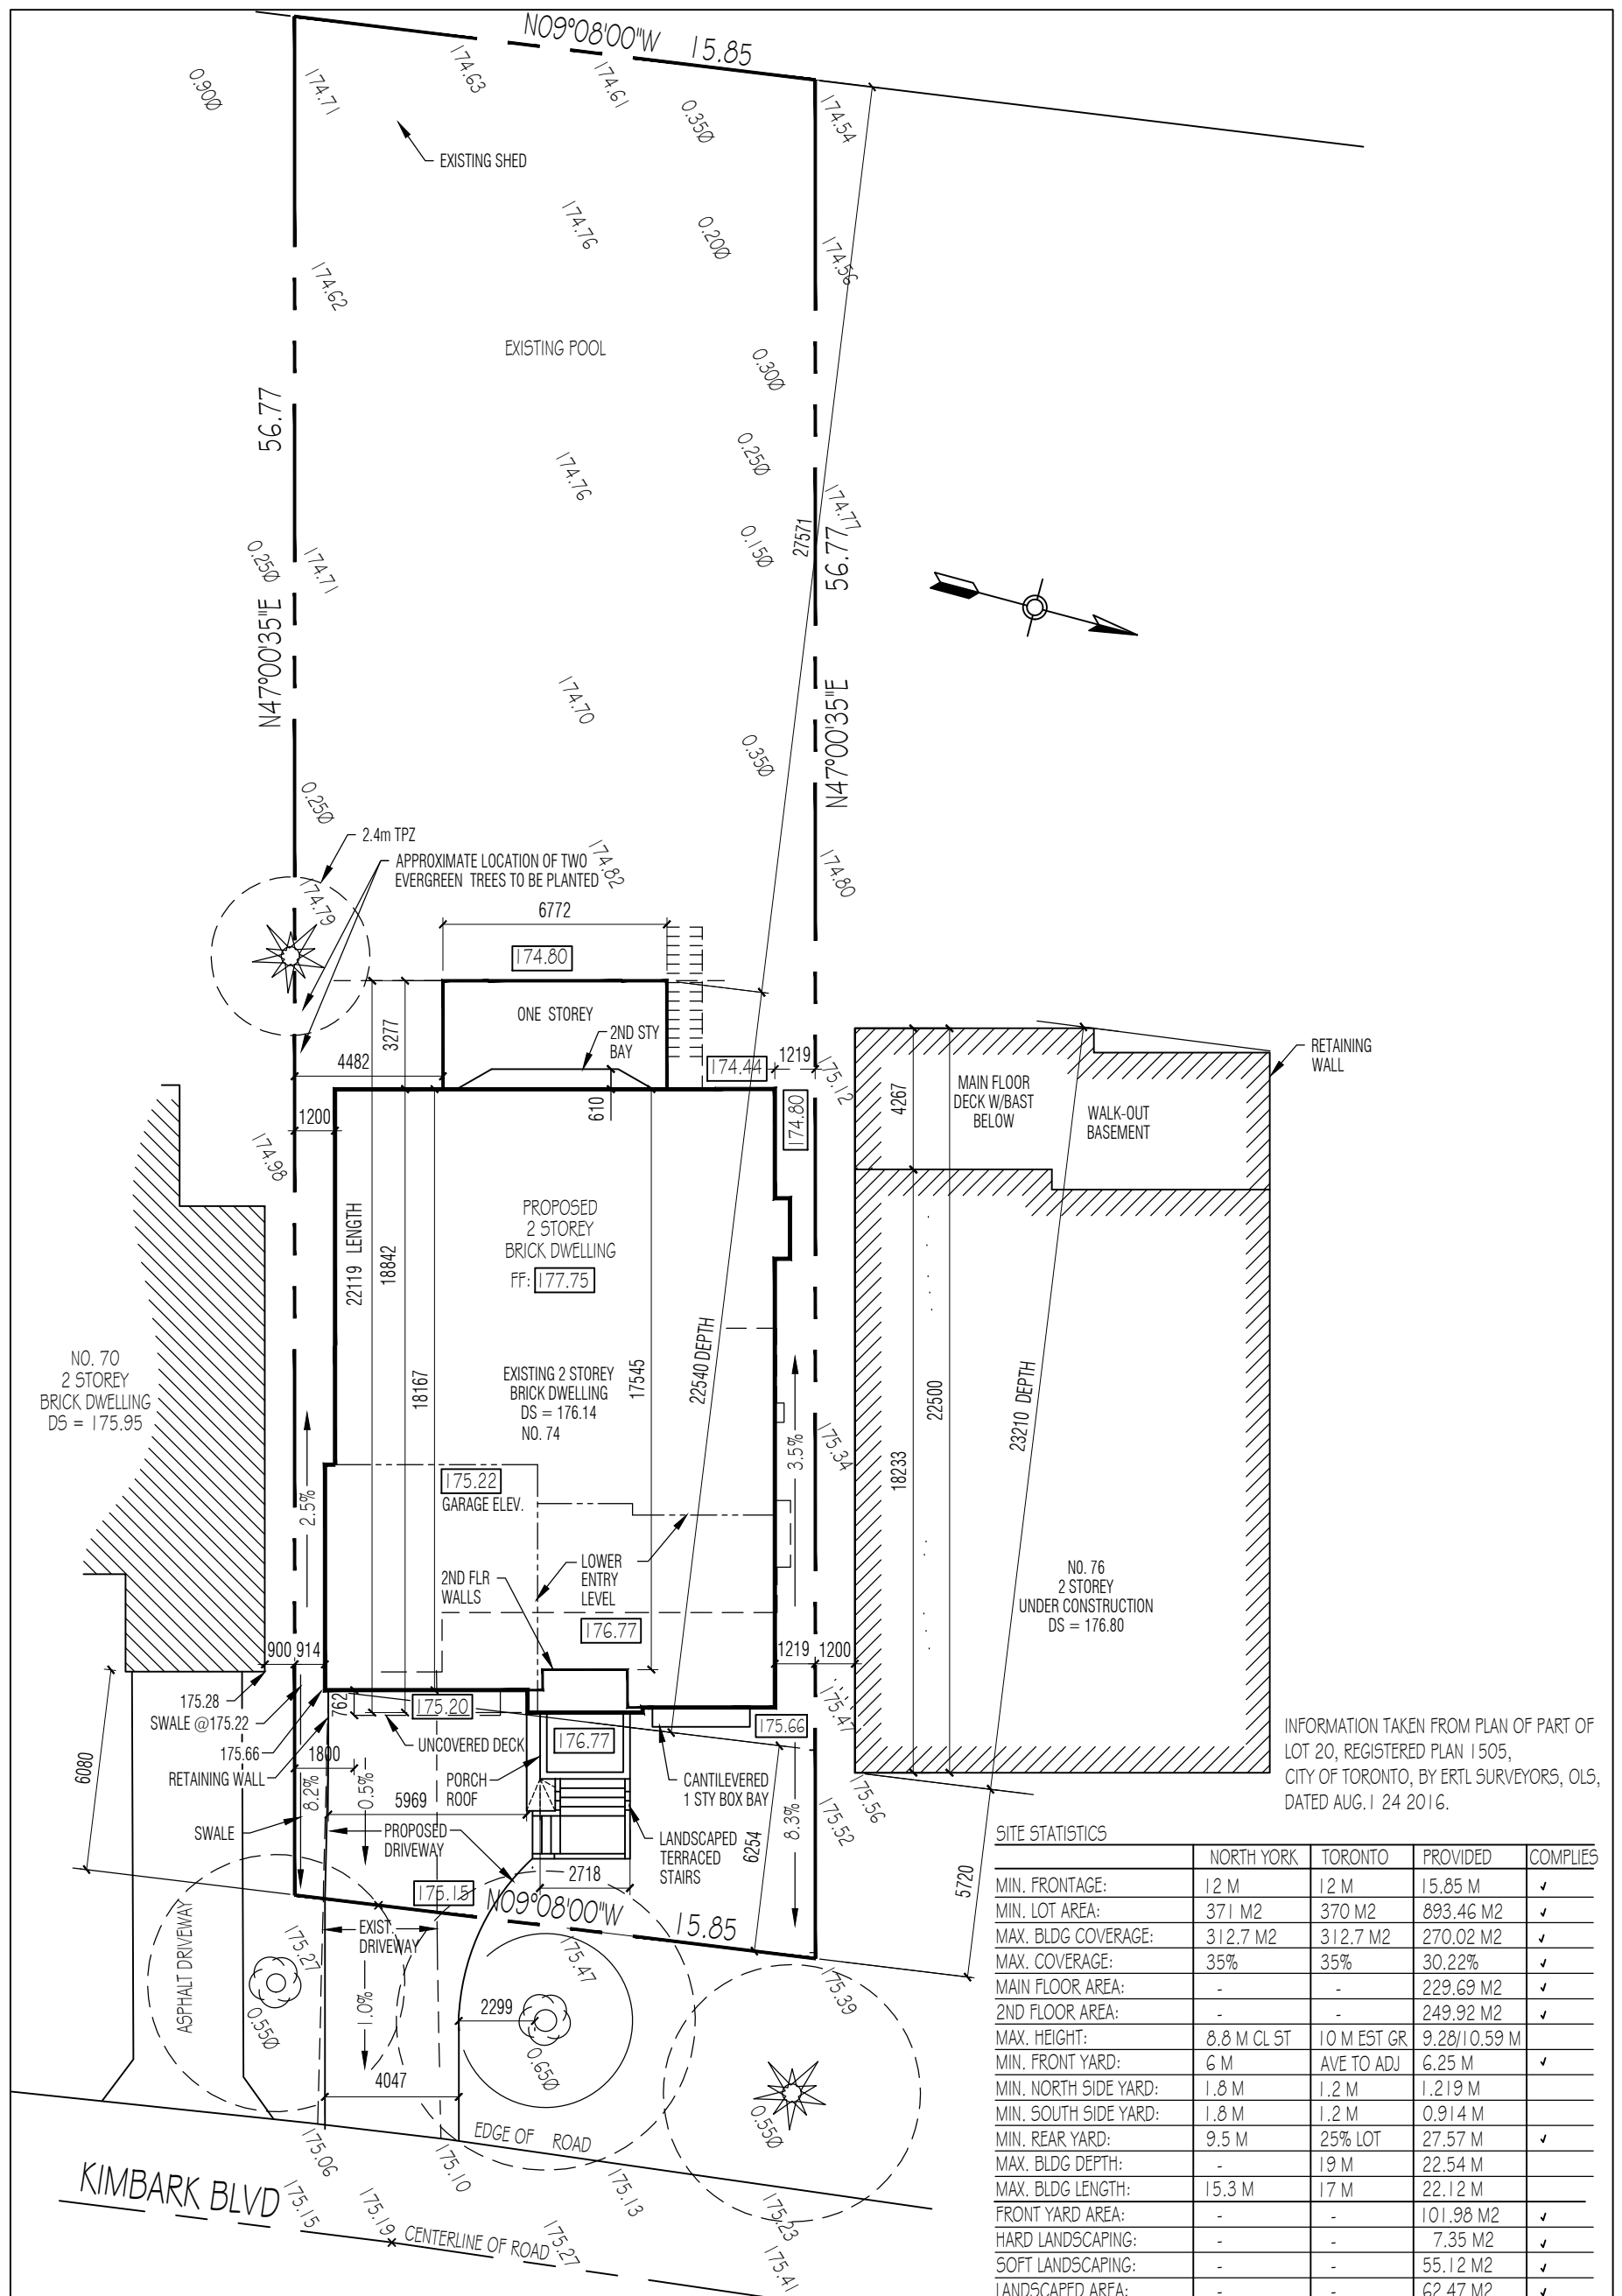 N09°08'00"W 15.85
0.900Ø
174.71
174.63
174.61
0.350Ø
174.54
EXISTING SHED
174.76
0.200Ø
174.56
174.62
EXISTING POOL
0.300Ø
56.77
0.250Ø
174.76
174.77
27571
0.150Ø
56.77
0.250Ø
174.71
N47°00'35"E
174.70
N47°00'35"E
0.350Ø
0.250Ø
2.4m TPZ
APPROXIMATE LOCATION OF TWO
EVERGREEN TREES TO BE PLANTED
174.82
174.80
174.79
6772
174.80
ONE STOREY
3277
2ND STY
BAY
4482
174.44
1219
175.12
RETAINING
WALL
610
174.80
4267
MAIN FLOOR
DECK W/BAST
BELOW
WALK-OUT
BASEMENT
1200
174.98
PROPOSED
2 STOREY
BRICK DWELLING
FF: 177.75
22119 LENGTH
18842
NO. 70
2 STOREY
BRICK DWELLING
DS = 175.95
18167
EXISTING 2 STOREY
BRICK DWELLING
DS = 176.14
NO. 74
17545
22540 DEPTH
22500
23210 DEPTH
3.5%
175.34
18233
175.22
GARAGE ELEV.
2.5%
LOWER
ENTRY
LEVEL
2ND FLR
WALLS
176.77
NO. 76
2 STOREY
UNDER CONSTRUCTION
DS = 176.80
900 914
1219 1200
175.28
SWALE @175.22
762
175.20
175.66
175.47
175.66
UNCOVERED DECK
176.77
RETAINING WALL
1800
6080
8.2%
0.5%
5969
PORCH
ROOF
CANTILEVERED
1 STY BOX BAY
175.56
SWALE
PROPOSED
DRIVEWAY
LANDSCAPED
TERRACED
STAIRS
6254
8.3%
175.52
2718
5720
175.15
N09°08'00"W 15.85
EXIST.
DRIVEWAY
ASPHALT DRIVEWAY
175.27
175.47
175.39
0.550Ø
1.0%
2299
0.650Ø
0.550Ø
4047
EDGE OF ROAD
175.06
175.10
175.13
175.23
KIMBARK BLVD
175.15
175.19
CENTERLINE OF ROAD
175.27
175.41
INFORMATION TAKEN FROM PLAN OF PART OF
LOT 20, REGISTERED PLAN 1505,
CITY OF TORONTO, BY ERTL SURVEYORS, OLS,
DATED AUG.1 24 2016.
SITE STATISTICS
NORTH YORK TORONTO PROVIDED COMPLIES
MIN. FRONTAGE: 12 M 12 M 15.85 M ✓
MIN. LOT AREA: 371 M2 370 M2 893.46 M2 ✓
MAX. BLDG COVERAGE: 312.7 M2 312.7 M2 270.02 M2 ✓
MAX. COVERAGE: 35% 35% 30.22% ✓
MAIN FLOOR AREA: - - 229.69 M2 ✓
2ND FLOOR AREA: - - 249.92 M2 ✓
MAX. HEIGHT: 8.8 M CL ST 10 M EST GR 9.28/10.59 M
MIN. FRONT YARD: 6 M AVE TO ADJ 6.25 M ✓
MIN. NORTH SIDE YARD: 1.8 M 1.2 M 1.219 M
MIN. SOUTH SIDE YARD: 1.8 M 1.2 M 0.914 M
MIN. REAR YARD: 9.5 M 25% LOT 27.57 M ✓
MAX. BLDG DEPTH: - 19 M 22.54 M
MAX. BLDG LENGTH: 15.3 M 17 M 22.12 M
FRONT YARD AREA: - - 101.98 M2 ✓
HARD LANDSCAPING: - - 7.35 M2 ✓
SOFT LANDSCAPING: - - 55.12 M2 ✓
LANDSCAPED AREA: - - 62.47 M2 ✓